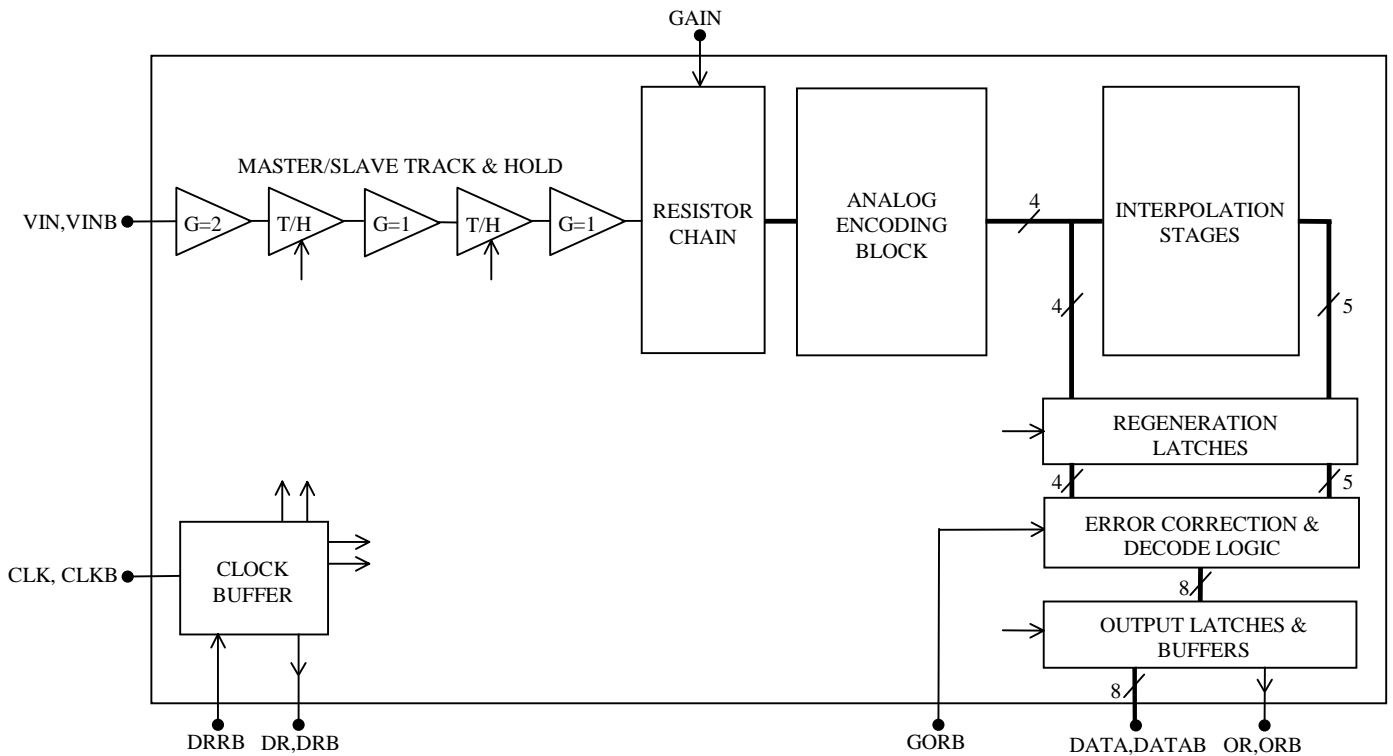 GAIN
MASTER/SLAVE TRACK & HOLD
VIN,VINB
G=2
T/H
G=1
T/H
G=1
RESISTOR
CHAIN
ANALOG
ENCODING
BLOCK
4
INTERPOLATION
STAGES
4
5
REGENERATION
LATCHES
4
5
ERROR CORRECTION &
DECODE LOGIC
CLK, CLKB
CLOCK
BUFFER
8
OUTPUT LATCHES &
BUFFERS
8
DRRB
DR,DRB
GORB
DATA,DATAB
OR,ORB